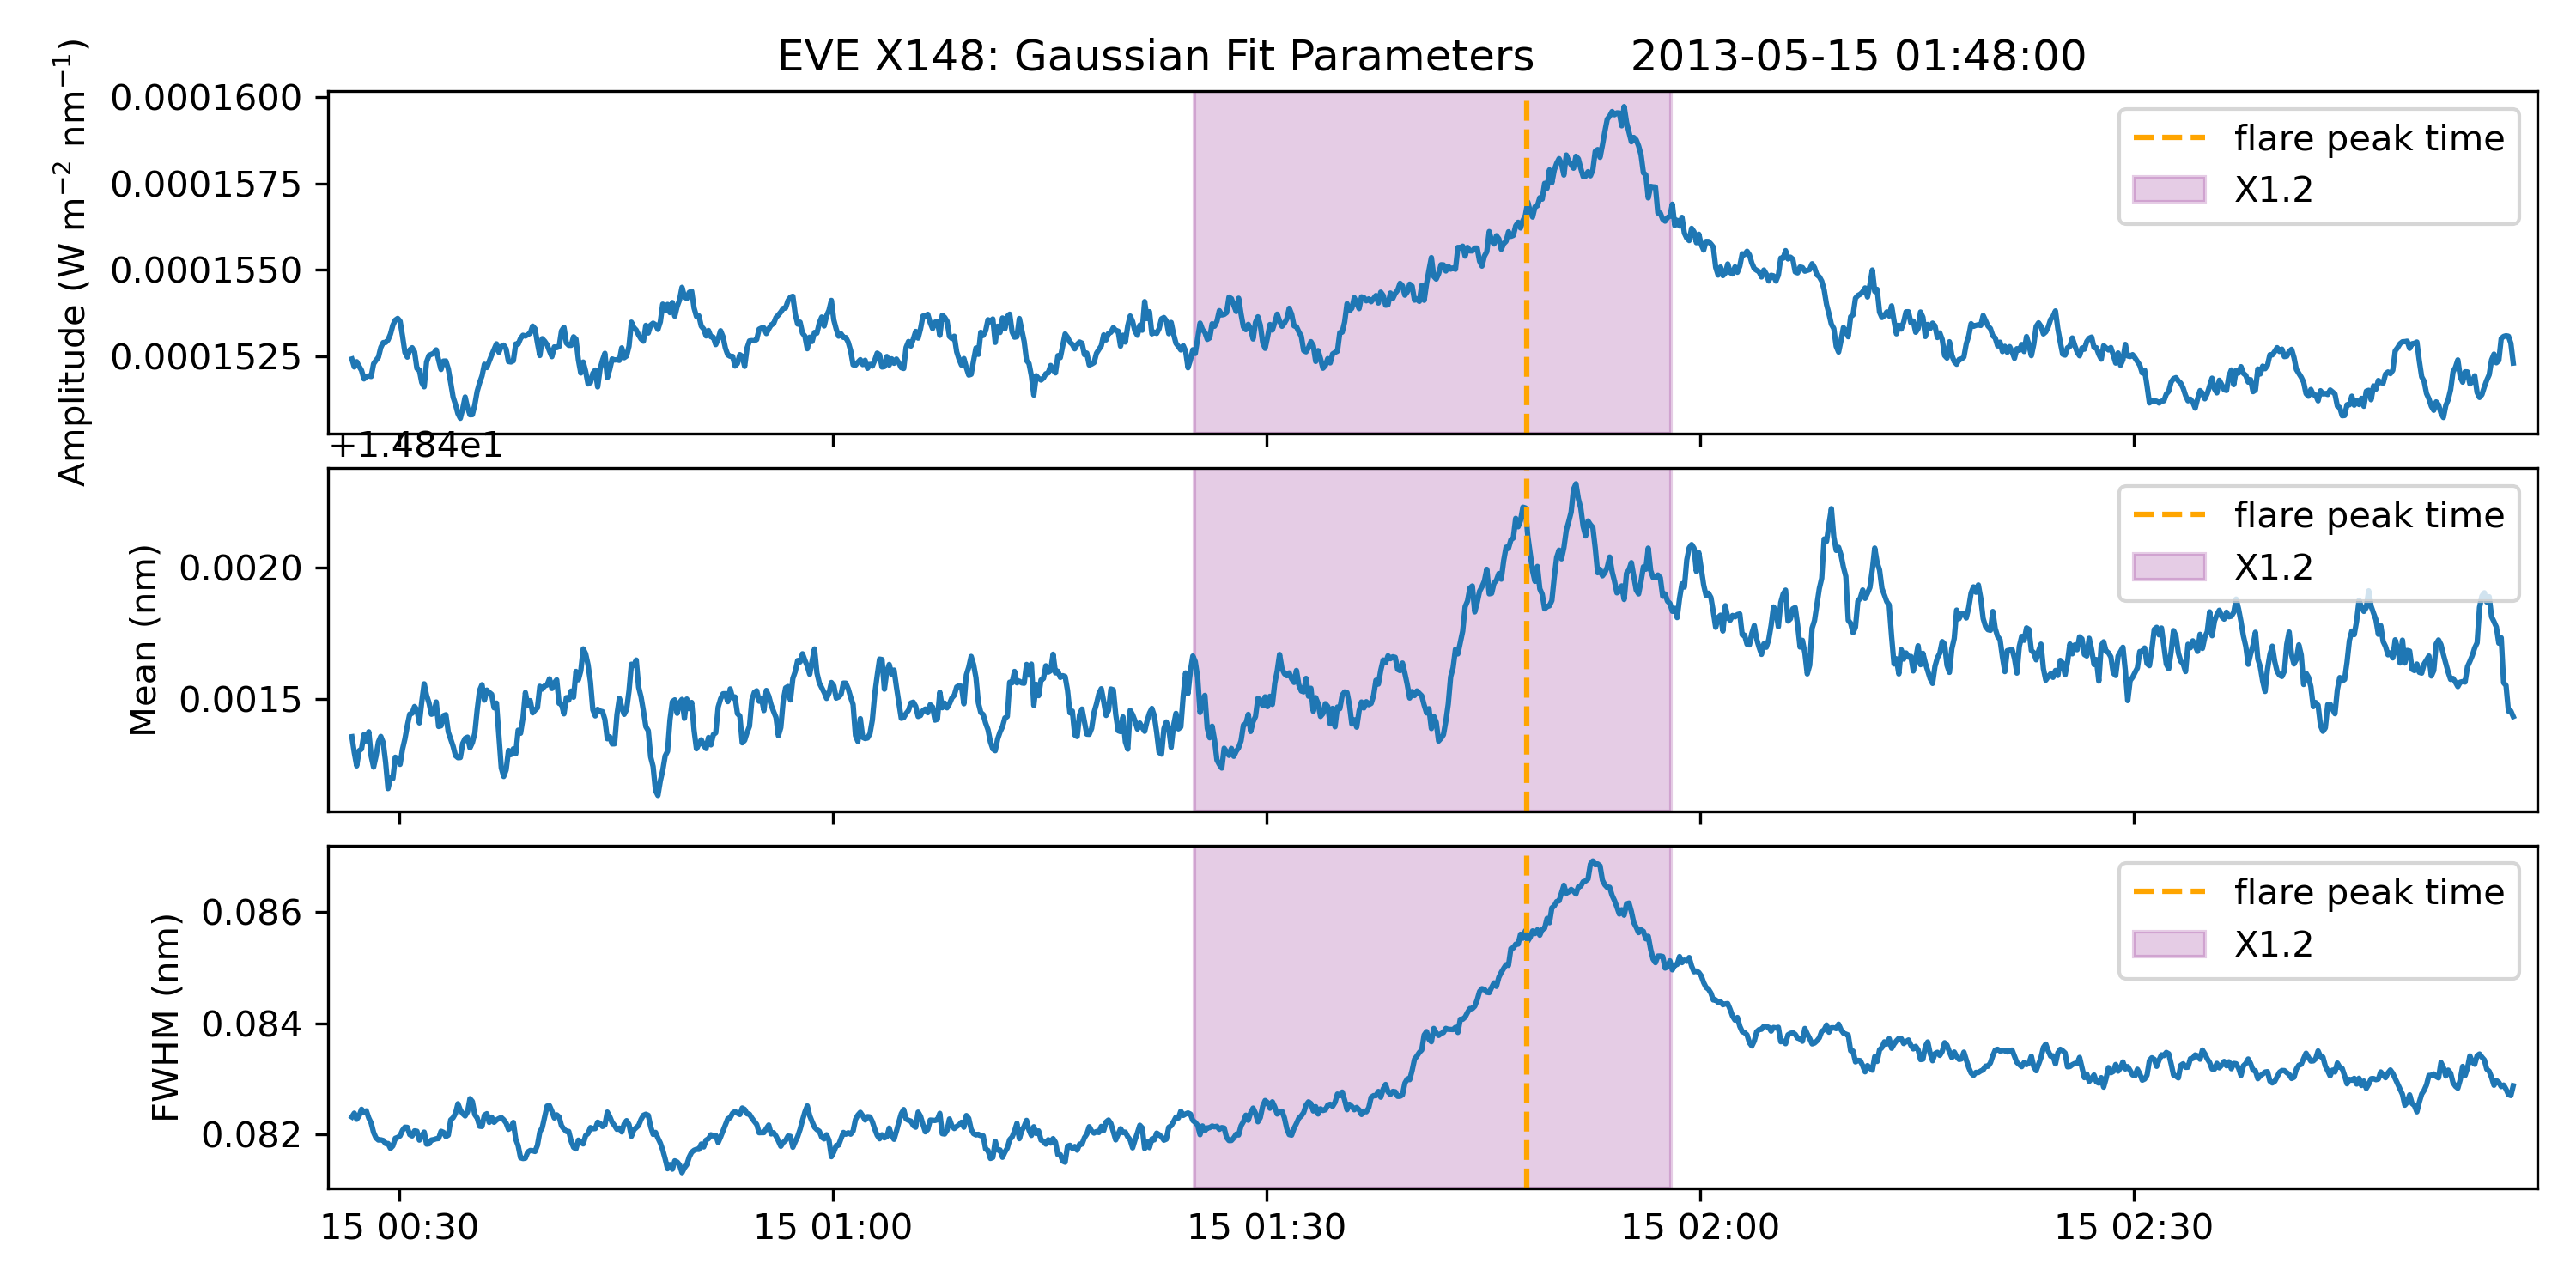 EVE X148: Gaussian Fit Parameters 2013-05-15 01:48:00
Amplitude (W m⁻² nm⁻¹)
0.0001600
0.0001575
0.0001550
0.0001525
flare peak time
X1.2
+1.484e1
Mean (nm)
0.0020
0.0015
flare peak time
X1.2
FWHM (nm)
0.086
0.084
0.082
flare peak time
X1.2
15 00:30
15 01:00
15 01:30
15 02:00
15 02:30